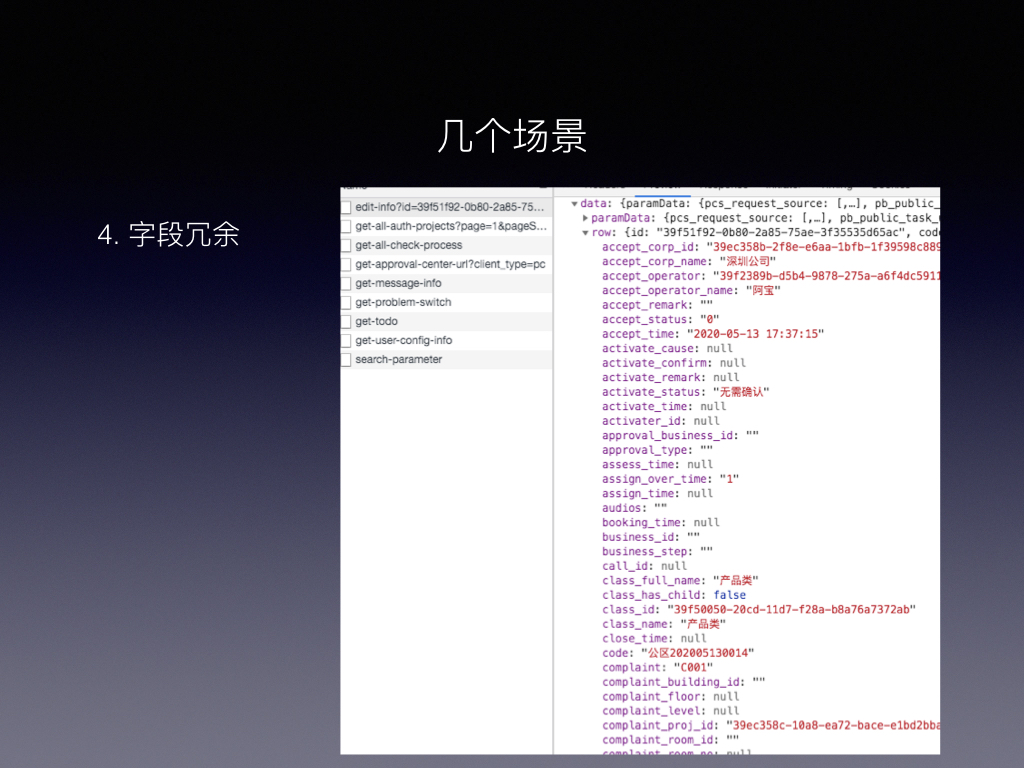 几个场景
4. 字段冗余
edit-info?id=39f51f92-0b80-2a85-75...
get-all-auth-projects?page=1&pageS...
get-all-check-process
get-approval-center-url?client_type=pc
get-message-info
get-problem-switch
get-todo
get-user-config-info
search-parameter
data: {paramData: {pcs_request_source: [,…], pb_public_
paramData: {pcs_request_source: [,…], pb_public_task_
row: {id: "39f51f92-0b80-2a85-75ae-3f35535d65ac", code
accept_corp_id: "39ec358b-2f8e-e6aa-1bfb-1f39598c889
accept_corp_name: "深圳公司"
accept_operator: "39f2389b-d5b4-9878-275a-a6f4dc5911
accept_operator_name: "阿宝"
accept_remark: ""
accept_status: "0"
accept_time: "2020-05-13 17:37:15"
activate_cause: null
activate_confirm: null
activate_remark: null
activate_status: "无需确认"
activate_time: null
activater_id: null
approval_business_id: ""
approval_type: ""
assess_time: null
assign_over_time: "1"
assign_time: null
audios: ""
booking_time: null
business_id: ""
business_step: ""
call_id: null
class_full_name: "产品类"
class_has_child: false
class_id: "39f50050-20cd-11d7-f28a-b8a76a7372ab"
class_name: "产品类"
close_time: null
code: "公区202005130014"
complaint: "C001"
complaint_building_id: ""
complaint_floor: null
complaint_level: null
complaint_proj_id: "39ec358c-10a8-ea72-bace-e1bd2bba
complaint_room_id: ""
complaint_room_no: null